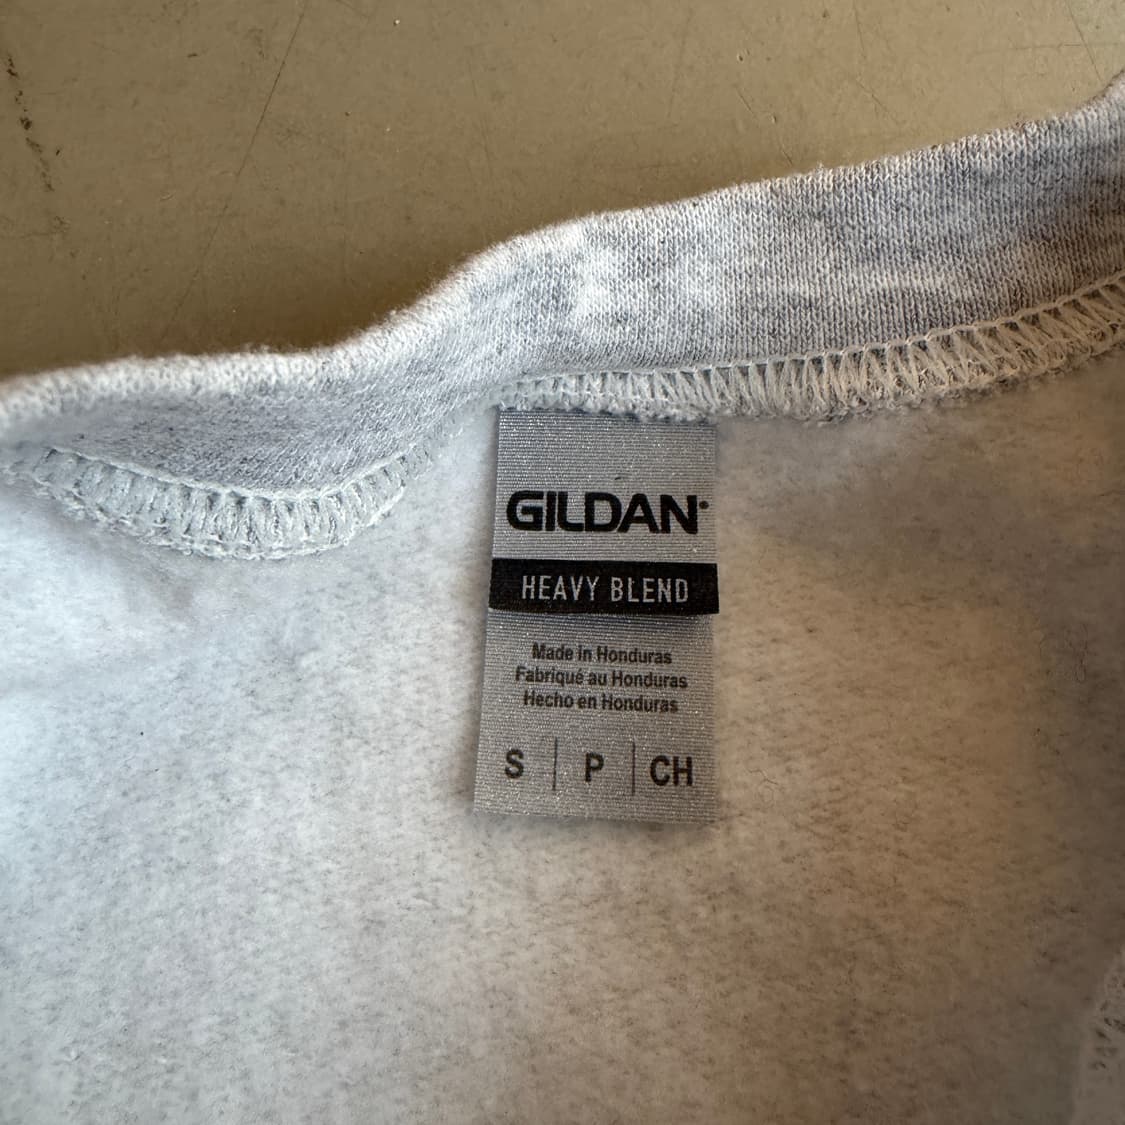 GILDAN
HEAVY BLEND
Made in Honduras
Fabriqué au Honduras
Hecho en Honduras
S | P | CH